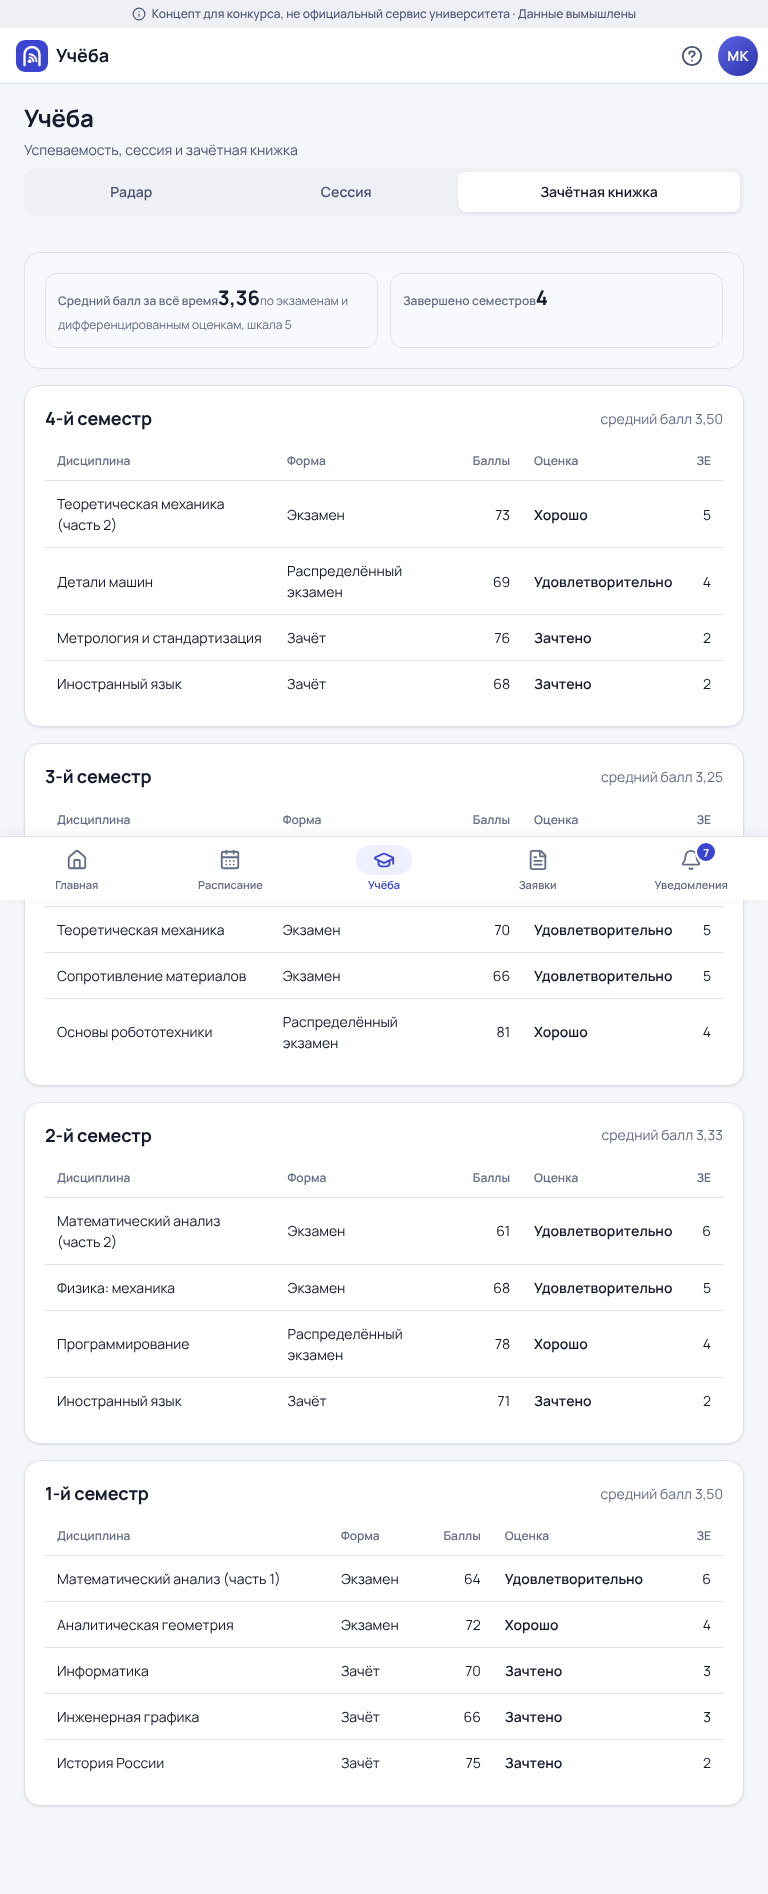 Концепт для конкурса, не официальный сервис университета · Данные вымышлены
Учёба
МК
Учёба
Успеваемость, сессия и зачётная книжка
Радар
Сессия
Зачётная книжка
Средний балл за всё время3,36по экзаменам и
дифференцированным оценкам, шкала 5
Завершено семестров4
4-й семестр
средний балл 3,50
Дисциплина Форма Баллы Оценка ЗЕ
Теоретическая механика
(часть 2)
Экзамен 73 Хорошо 5
Детали машин
Распределённый
экзамен
69 Удовлетворительно 4
Метрология и стандартизация Зачёт 76 Зачтено 2
Иностранный язык Зачёт 68 Зачтено 2
3-й семестр
средний балл 3,25
Дисциплина Форма Баллы Оценка ЗЕ
7
Главная Расписание Учёба Заявки Уведомления
Теоретическая механика Экзамен 70 Удовлетворительно 5
Сопротивление материалов Экзамен 66 Удовлетворительно 5
Основы робототехники
Распределённый
экзамен
81 Хорошо 4
2-й семестр
средний балл 3,33
Дисциплина Форма Баллы Оценка ЗЕ
Математический анализ
(часть 2)
Экзамен 61 Удовлетворительно 6
Физика: механика Экзамен 68 Удовлетворительно 5
Программирование
Распределённый
экзамен
78 Хорошо 4
Иностранный язык Зачёт 71 Зачтено 2
1-й семестр
средний балл 3,50
Дисциплина Форма Баллы Оценка ЗЕ
Математический анализ (часть 1) Экзамен 64 Удовлетворительно 6
Аналитическая геометрия Экзамен 72 Хорошо 4
Информатика Зачёт 70 Зачтено 3
Инженерная графика Зачёт 66 Зачтено 3
История России Зачёт 75 Зачтено 2